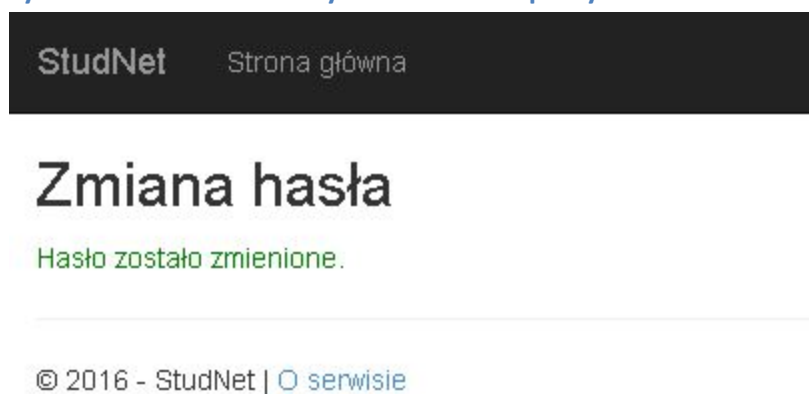 StudNet Strona główna
Zmiana hasła
Hasło zostało zmienione.
© 2016 - StudNet | O serwisie